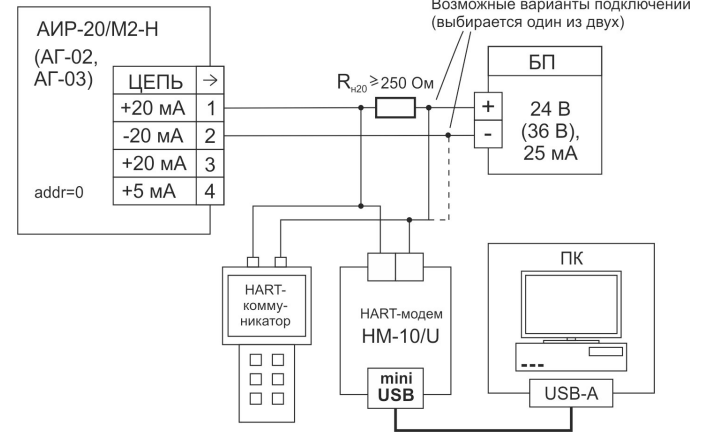 Возможные варианты подключений
(выбирается один из двух)
АИР-20/М2-Н
(АГ-02,
АГ-03)
ЦЕПЬ →
+20 мА 1
-20 мА 2
+20 мА 3
+5 мА 4
addr=0
Rн20 ≥250 Ом
БП
+
-
24 В
(36 В),
25 мА
HART-
комму-
никатор
HART-модем
НМ-10/U
mini
USB
ПК
USB-A